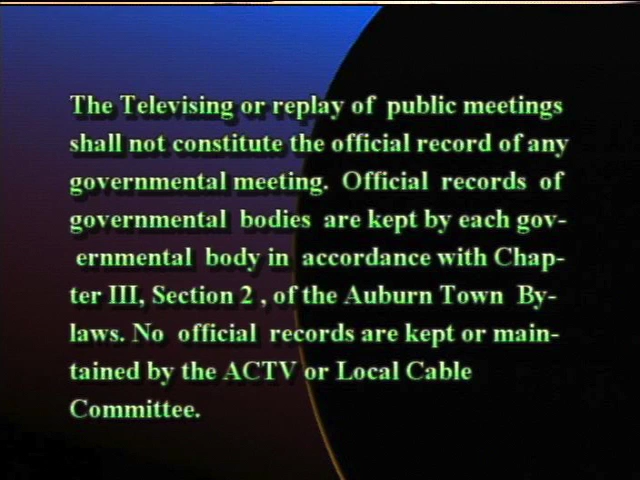 The Televising or replay of public meetings
shall not constitute the official record of any
governmental meeting. Official records of
governmental bodies are kept by each gov-
ernmental body in accordance with Chap-
ter III, Section 2 , of the Auburn Town By-
laws. No official records are kept or main-
tained by the ACTV or Local Cable
Committee.